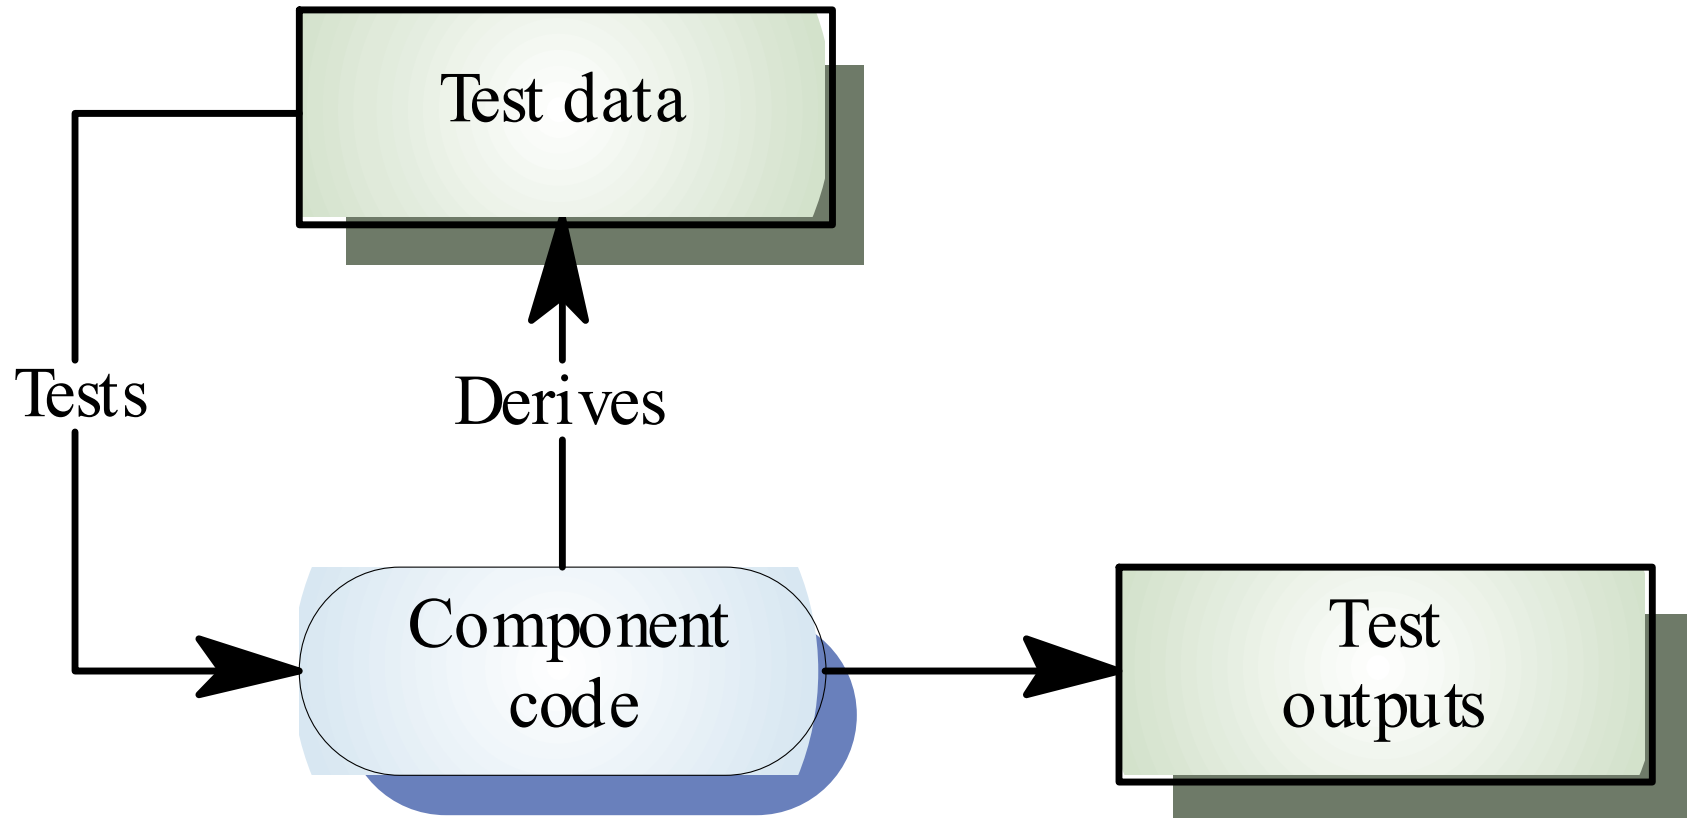 Test data
Tests
Derives
Component
code
Test
outputs